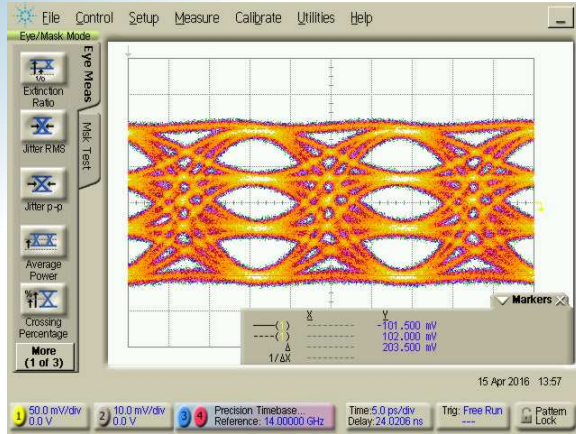 File Control Setup Measure Calibrate Utilities Help
Eye/Mask Mode
Eye Meas
Msk Test
Extinction
Ratio
Jitter RMS
Jitter p-p
Average
Power
Crossing
Percentage
More
(1 of 3)
Markers
X Y
(1) -101.500 mV
(1) 102.000 mV
Δ 203.500 mV
1/ΔX
15 Apr 2016 13:57
1 50.0 mV/div
0.0 V
2 10.0 mV/div
0.0 V
3 4 Precision Timebase...
Reference: 14.00000 GHz
Time:5.0 ps/div
Delay:24.0206 ns
Trig: Free Run
---
Pattern
Lock